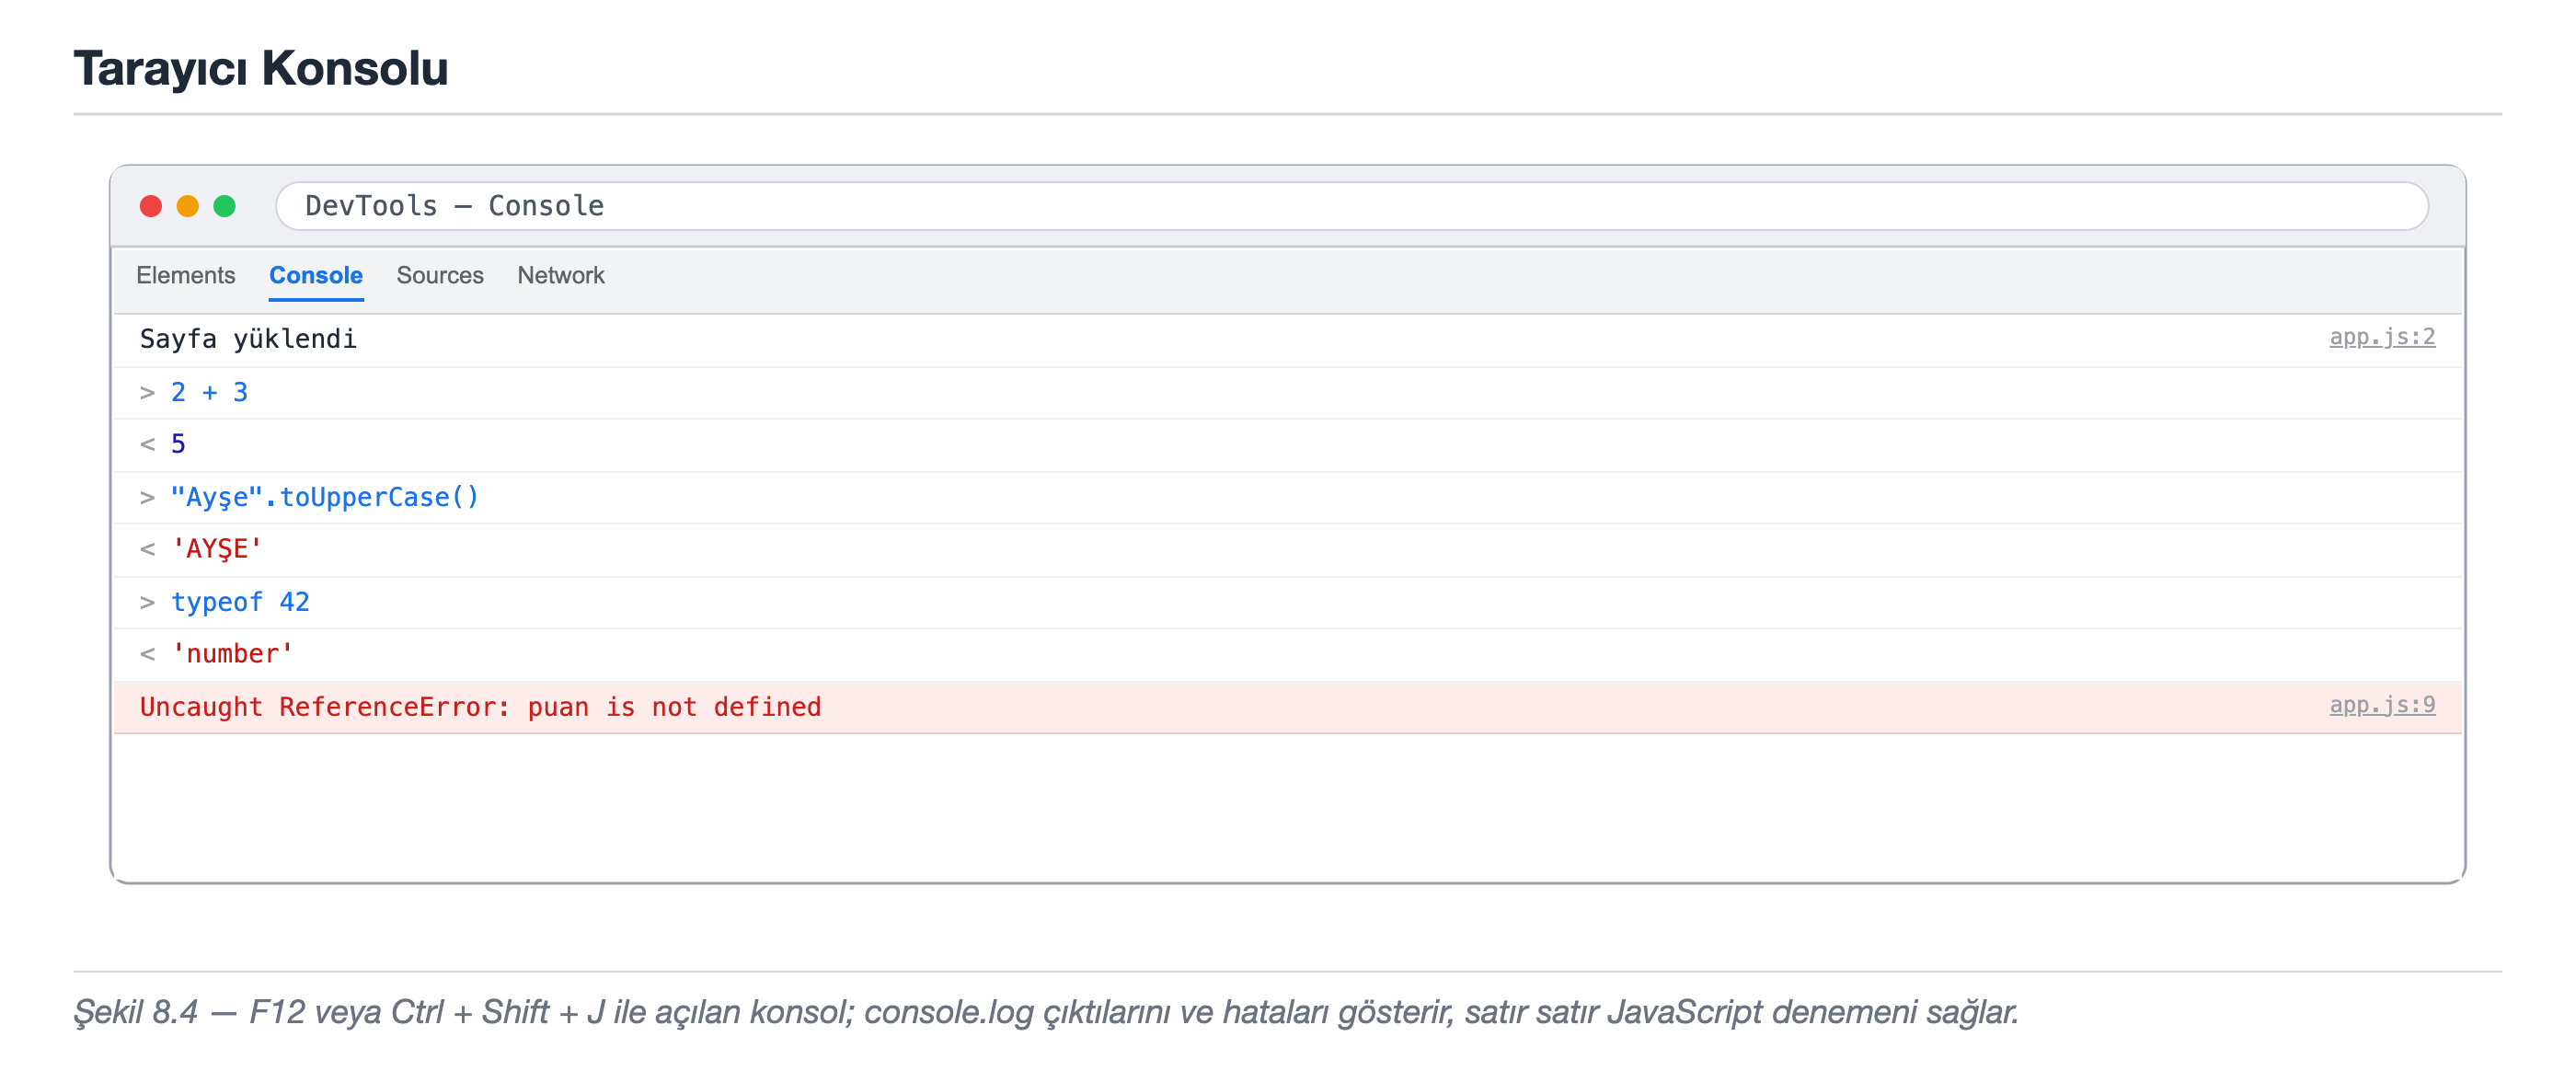 Tarayıcı Konsolu
DevTools — Console
Elements Console Sources Network
Sayfa yüklendi app.js:2
> 2 + 3
< 5
> "Ayşe".toUpperCase()
< 'AYŞE'
> typeof 42
< 'number'
Uncaught ReferenceError: puan is not defined app.js:9
Şekil 8.4 — F12 veya Ctrl + Shift + J ile açılan konsol; console.log çıktılarını ve hataları gösterir, satır satır JavaScript denemeni sağlar.